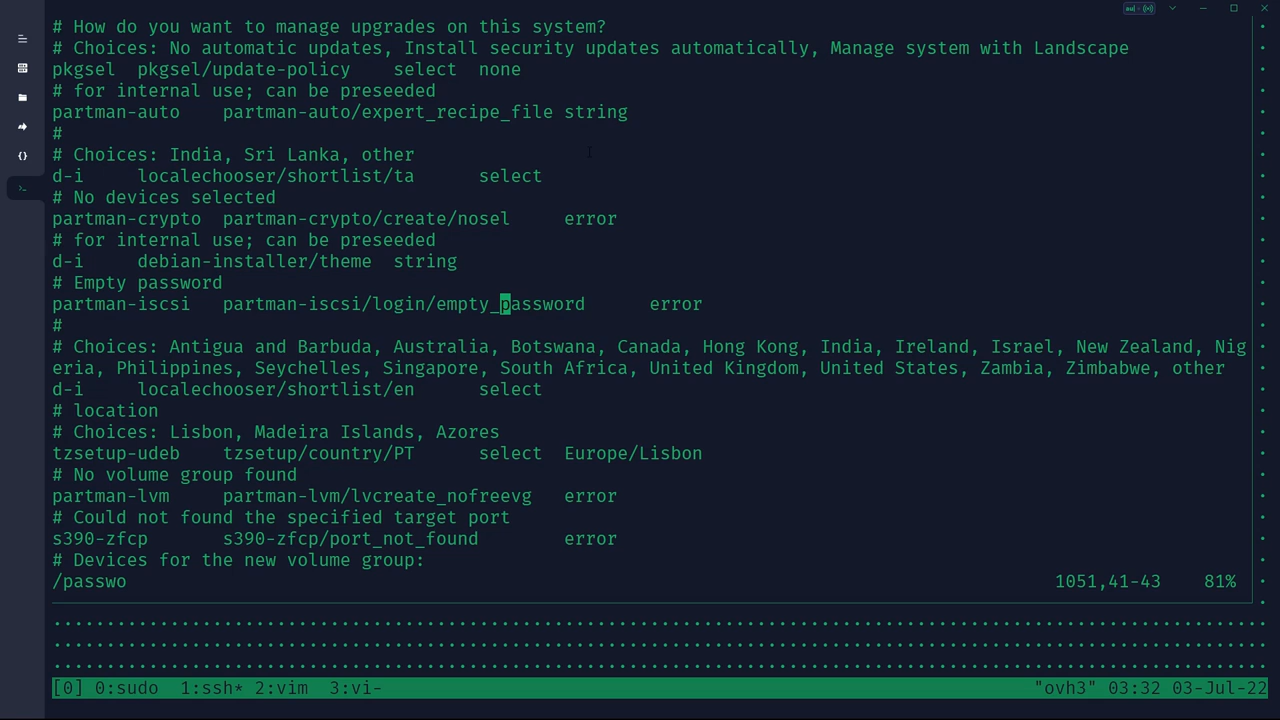 # How do you want to manage upgrades on this system?
# Choices: No automatic updates, Install security updates automatically, Manage system with Landscape
pkgsel  pkgsel/update-policy    select  none
# for internal use; can be preseeded
partman-auto    partman-auto/expert_recipe_file string
#
# Choices: India, Sri Lanka, other
d-i     localechooser/shortlist/ta      select
# No devices selected
partman-crypto  partman-crypto/create/nosel     error
# for internal use; can be preseeded
d-i     debian-installer/theme  string
# Empty password
partman-iscsi   partman-iscsi/login/empty_password      error
#
# Choices: Antigua and Barbuda, Australia, Botswana, Canada, Hong Kong, India, Ireland, Israel, New Zealand, Nig
eria, Philippines, Seychelles, Singapore, South Africa, United Kingdom, United States, Zambia, Zimbabwe, other
d-i     localechooser/shortlist/en      select
# location
# Choices: Lisbon, Madeira Islands, Azores
tzsetup-udeb    tzsetup/country/PT      select  Europe/Lisbon
# No volume group found
partman-lvm     partman-lvm/lvcreate_nofreevg   error
# Could not found the specified target port
s390-zfcp       s390-zfcp/port_not_found        error
# Devices for the new volume group:
/passwo 1051,41-43 81%
[0] 0:sudo  1:ssh* 2:vim  3:vi- "ovh3" 03:32 03-Jul-22